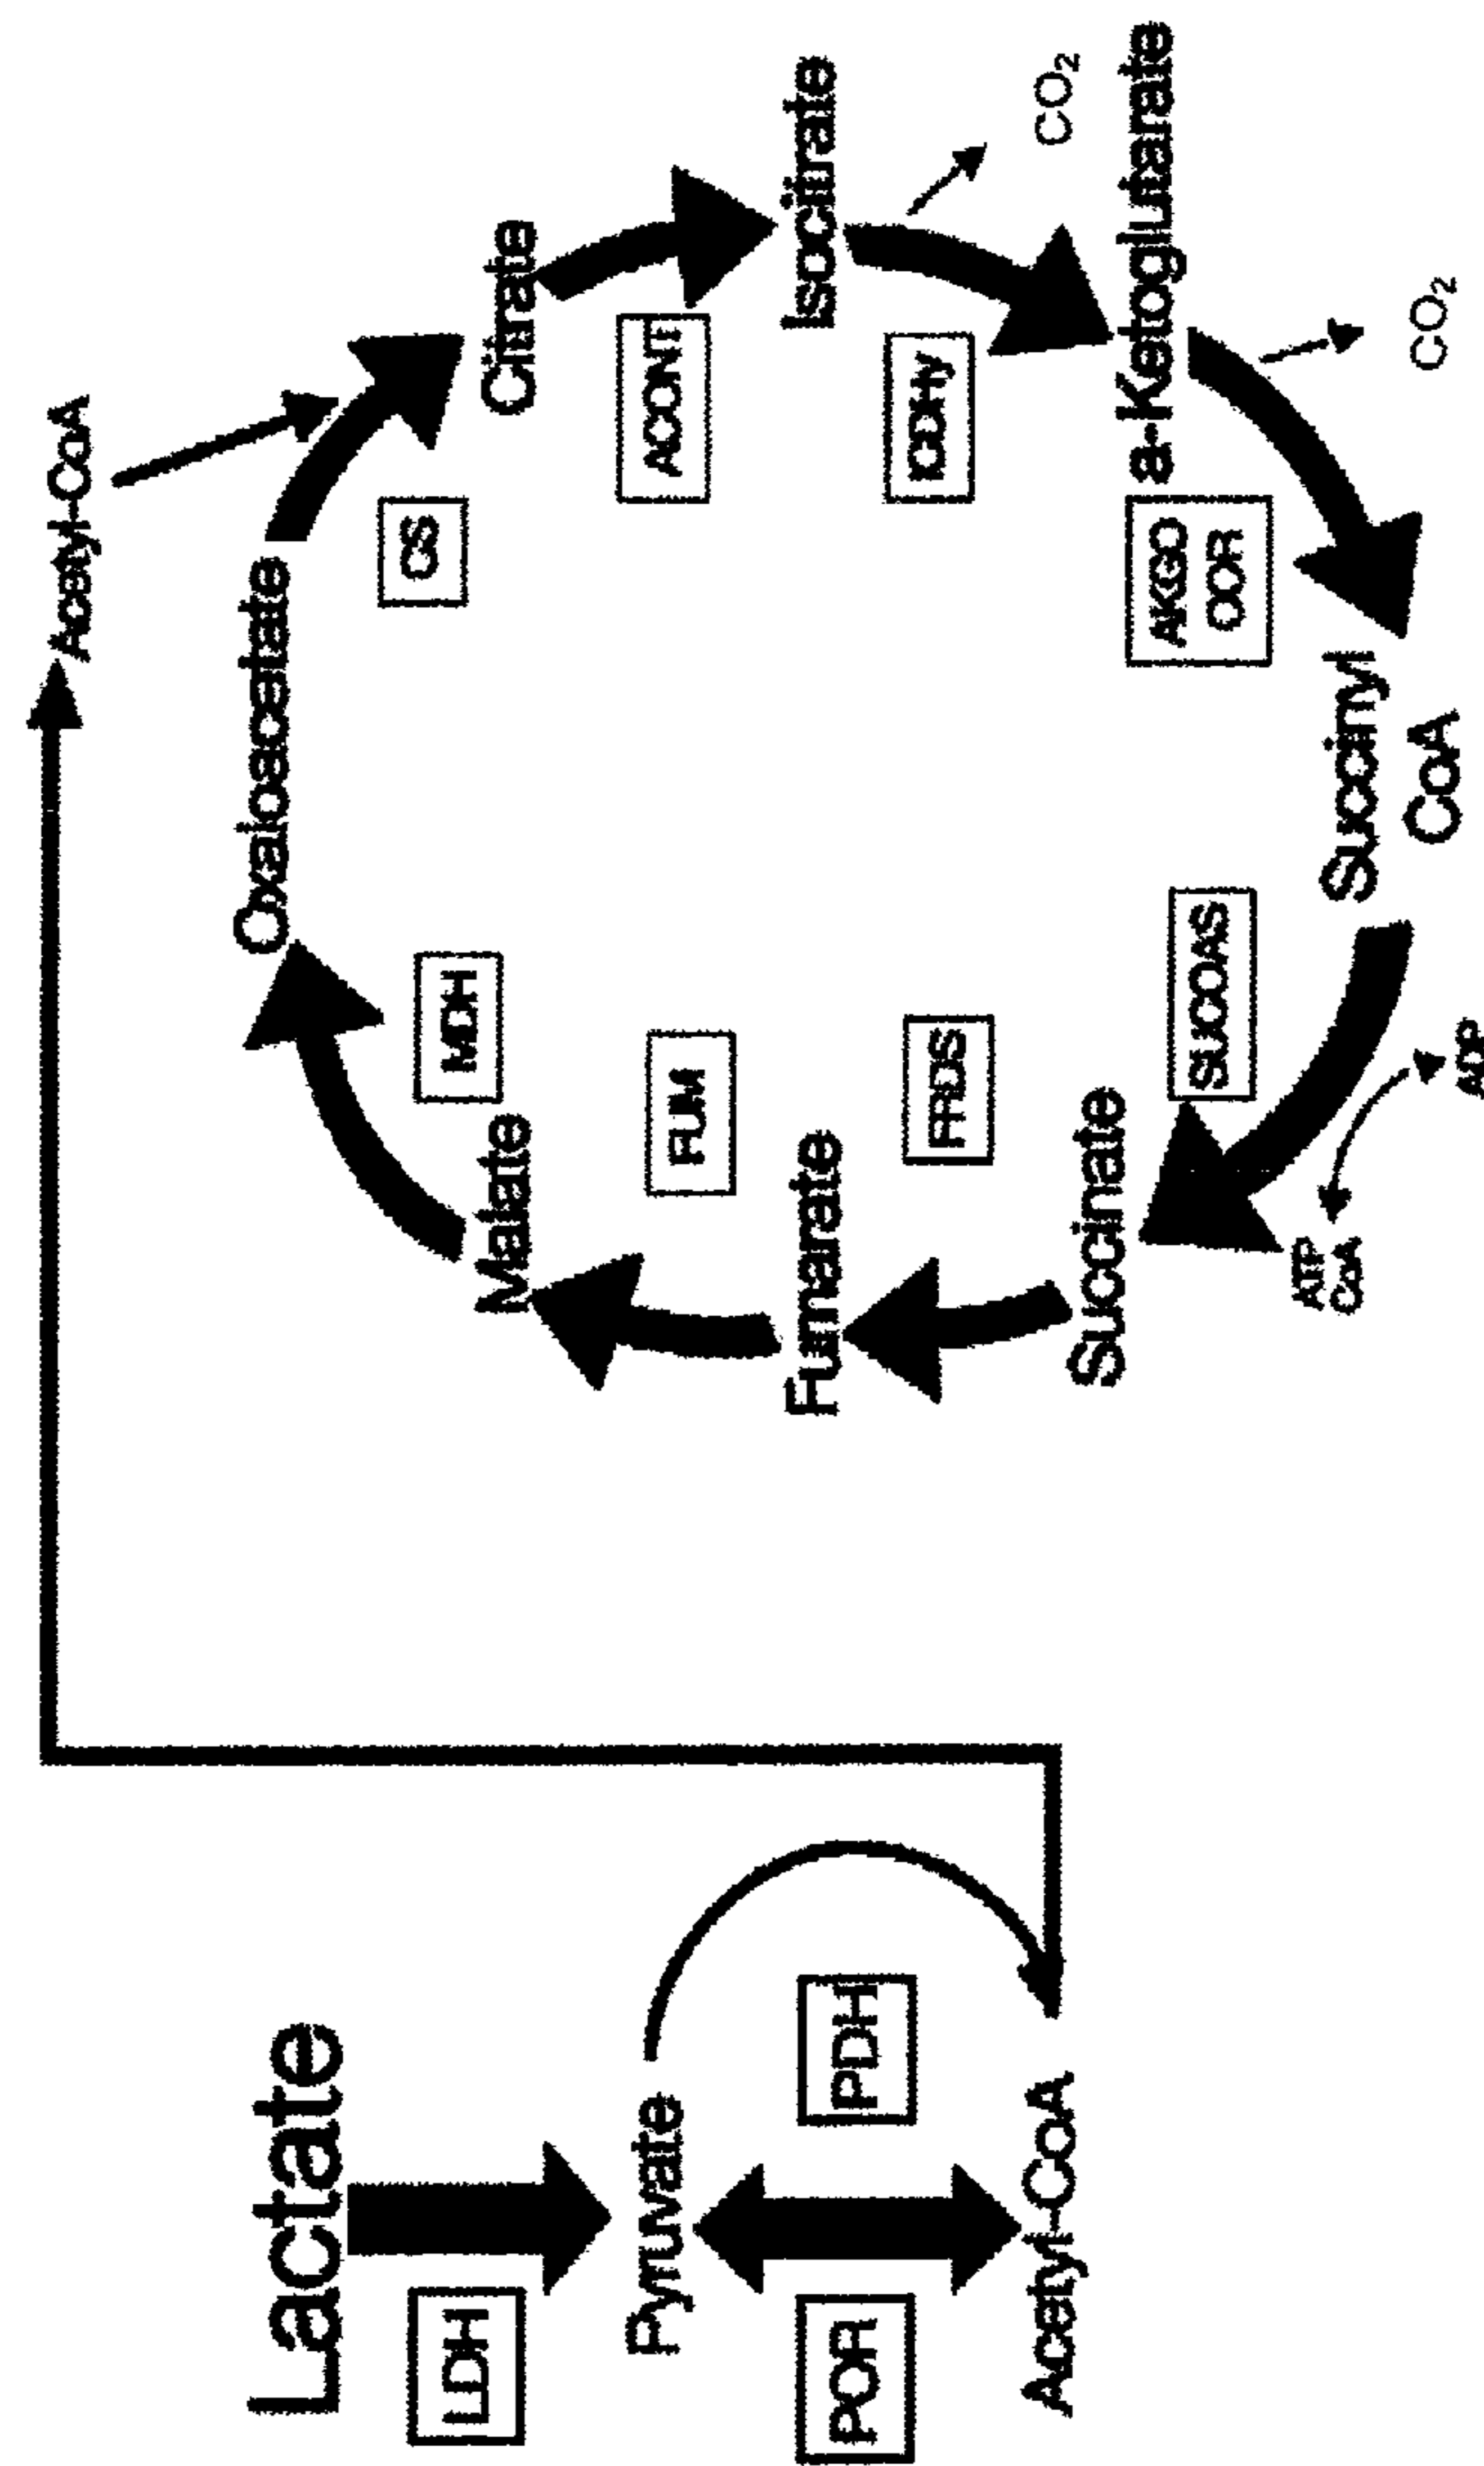 Lactate
LDH
Pyruvate
POR
PDH
Acetyl-CoA
Acetyl-CoA
Oxaloacetate
CS
Citrate
ACONT
Isocitrate
ICDHy
CO₂
a-Ketoglutarate
AKGO
OOR
CO₂
Succinyl
CoA
SUCOAS
ADP
ATP
CoA
Succinate
FRDS
Fumarate
FUM
Malate
MDH